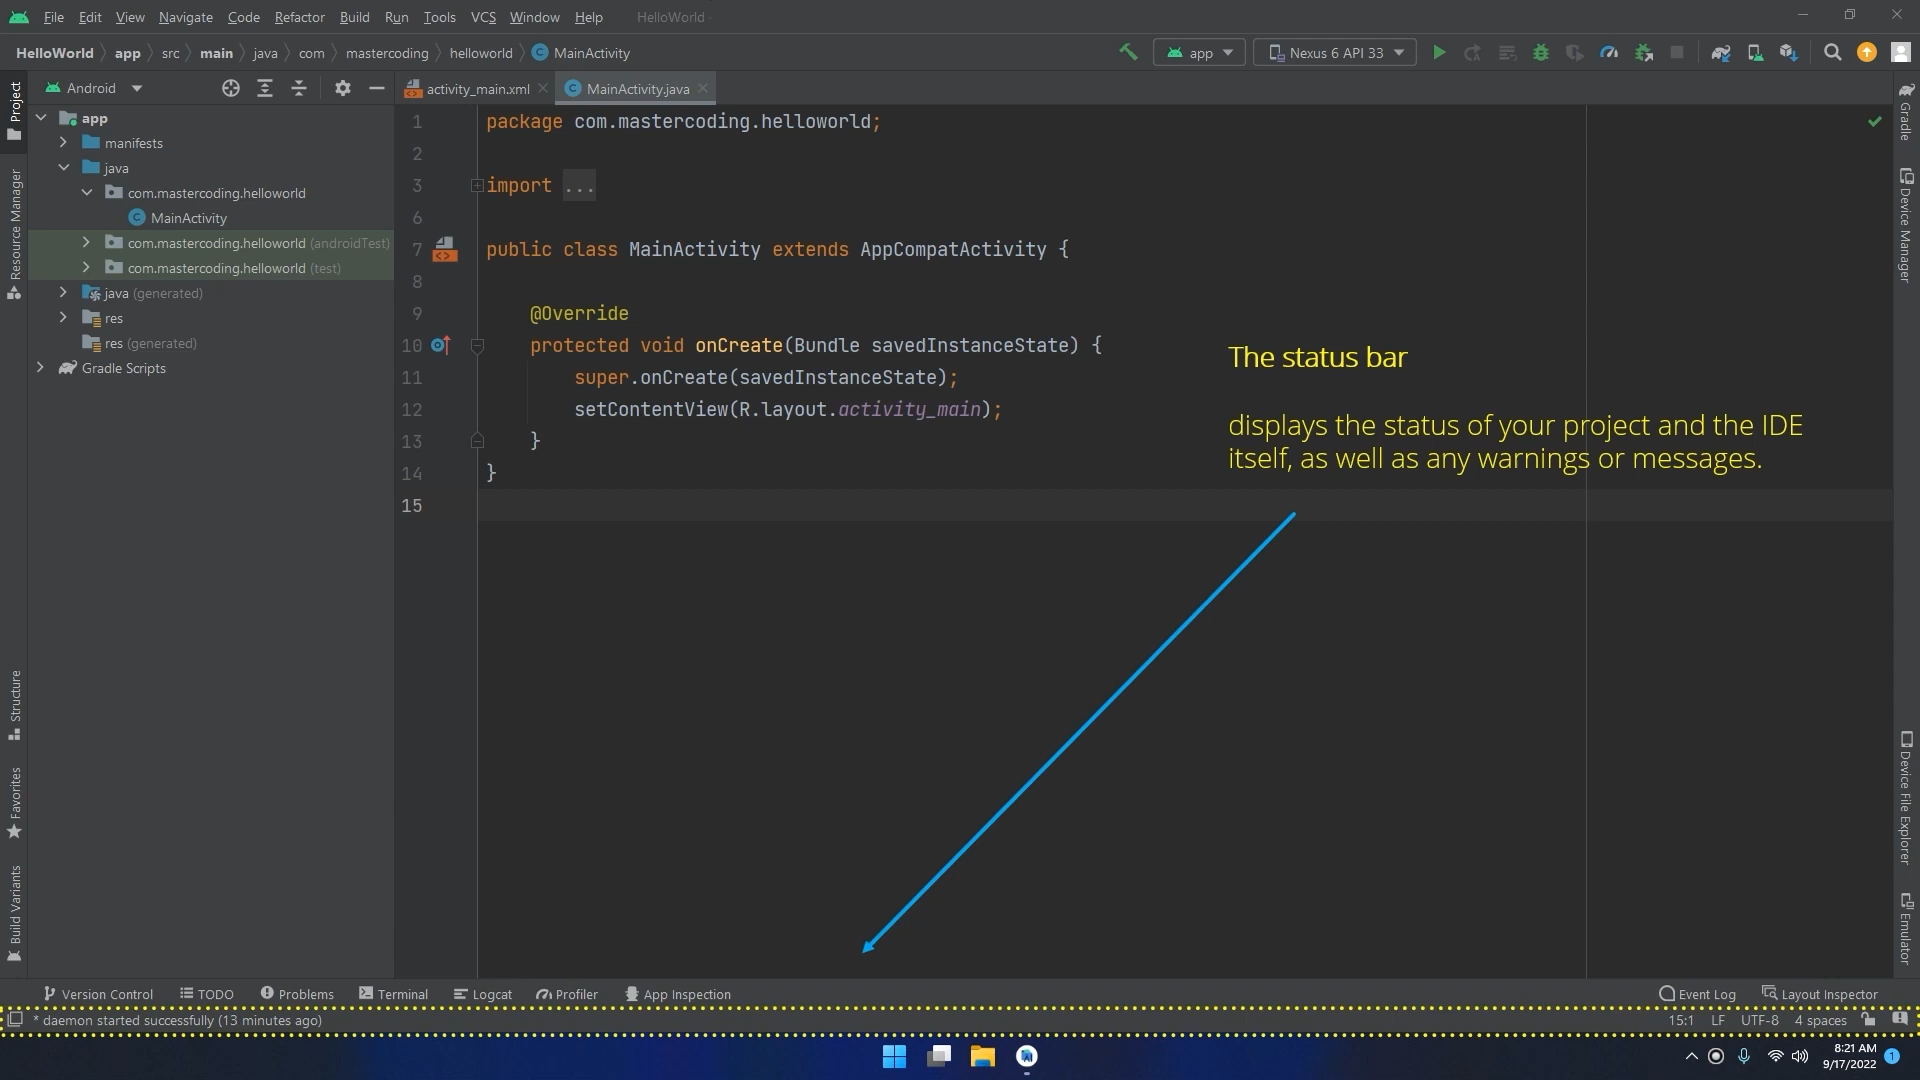 File Edit View Navigate Code Refactor Build Run Tools VCS Window Help HelloWorld
HelloWorld app src main java com mastercoding helloworld MainActivity app Nexus 6 API 33
Project
Android
activity_main.xml MainActivity.java
app
manifests
java
com.mastercoding.helloworld
MainActivity
com.mastercoding.helloworld (androidTest)
com.mastercoding.helloworld (test)
java (generated)
res
res (generated)
Gradle Scripts
Resource Manager
Structure
Favorites
Build Variants
1 package com.mastercoding.helloworld;
2
3 import ...
6
7 public class MainActivity extends AppCompatActivity {
8
9 @Override
10 protected void onCreate(Bundle savedInstanceState) {
11 super.onCreate(savedInstanceState);
12 setContentView(R.layout.activity_main);
13 }
14 }
15
The status bar
displays the status of your project and the IDE
itself, as well as any warnings or messages.
Gradle
Device Manager
Device File Explorer
Emulator
Version Control TODO Problems Terminal Logcat Profiler App Inspection Event Log Layout Inspector
* daemon started successfully (13 minutes ago) 15:1 LF UTF-8 4 spaces
8:21 AM
9/17/2022
1